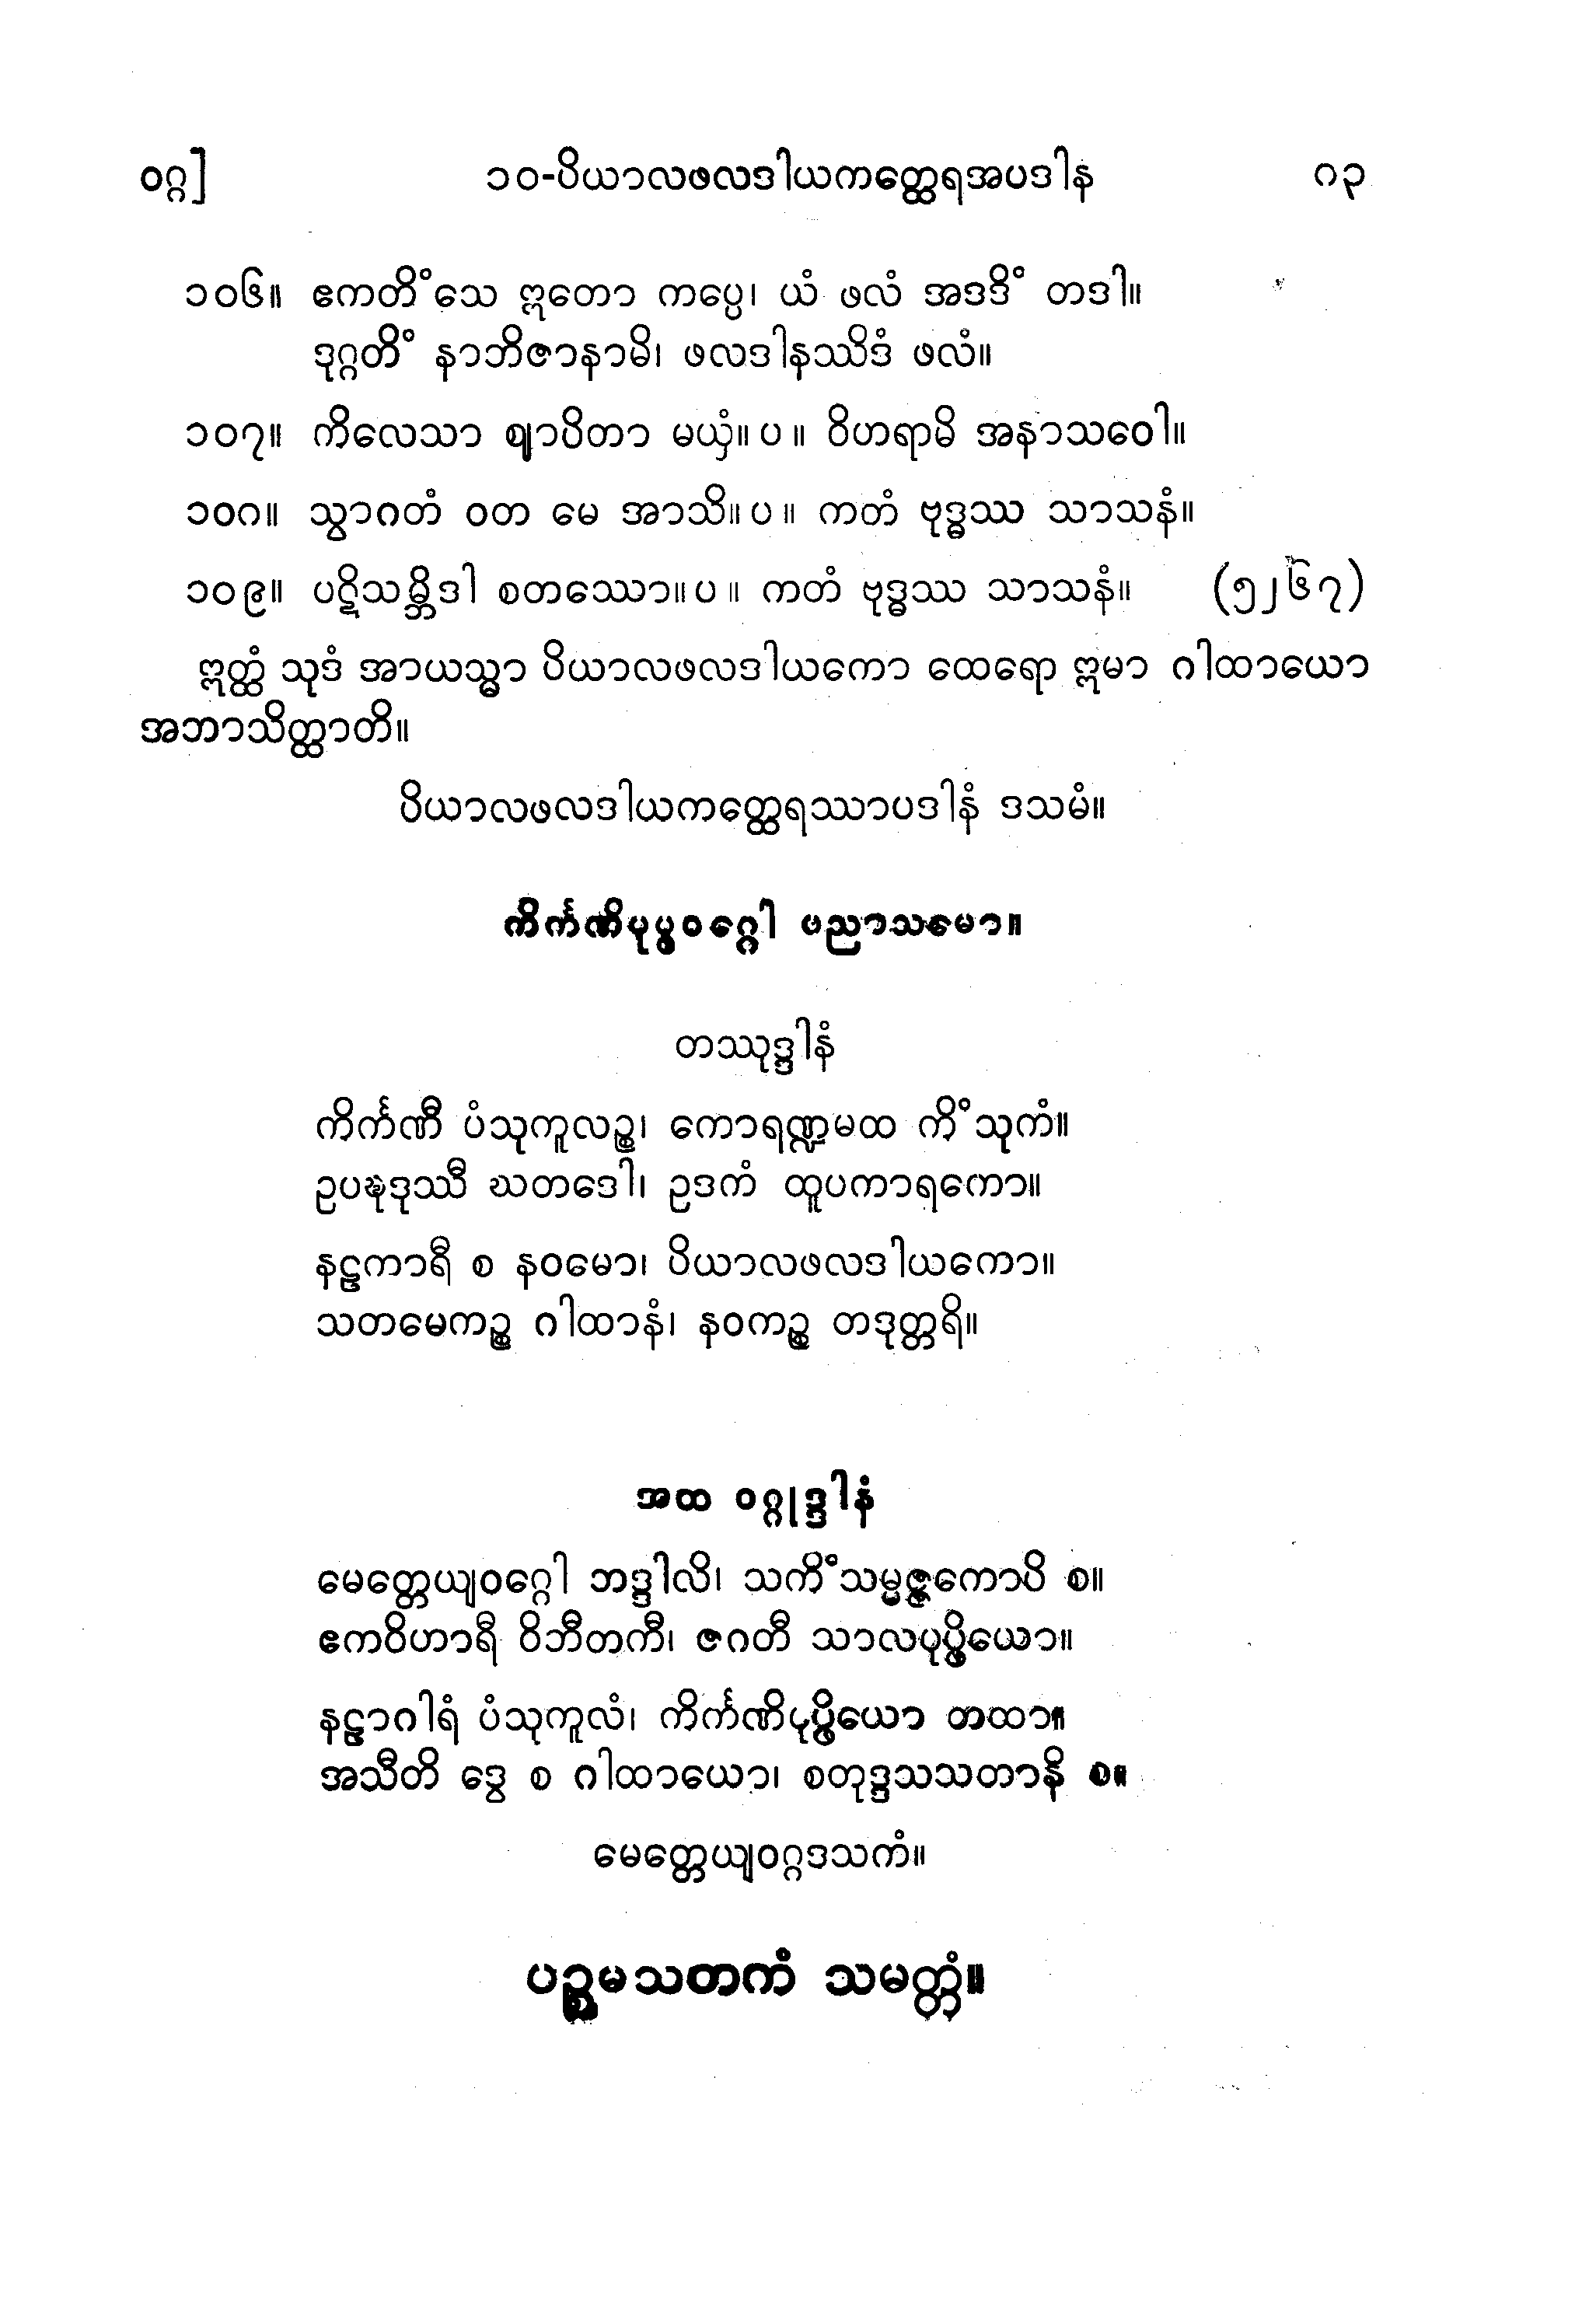 ဝဂ္ဂ] ၁၀-ပိယာလဖလဒါယကတ္ထေရအပဒါန ၈၃
၁၀၆။ ဧကတိံသေ ဣတော ကပ္ပေ၊ ယံ ဖလံ အဒဒိံ တဒါ။
ဒုဂ္ဂတိံ နာဘိဇာနာမိ၊ ဖလဒါနဿိဒံ ဖလံ။
၁၀၇။ ကိလေသာ ဈာပိတာ မယှံ။ပ။ ဝိဟရာမိ အနာသဝေါ။
၁၀၈။ သွာဂတံ ဝတ မေ အာသိ။ပ။ ကတံ ဗုဒ္ဓဿ သာသနံ။
၁၀၉။ ပဋိသမ္ဘိဒါ စတဿော။ပ။ ကတံ ဗုဒ္ဓဿ သာသနံ။ (၅၂၆၇)
ဣတ္ထံ သုဒံ အာယသ္မာ ပိယာလဖလဒါယကော ထေရော ဣမာ ဂါထာယော
အဘာသိတ္ထာတိ။
ပိယာလဖလဒါယကတ္ထေရဿာပဒါနံ ဒသမံ။
ကိင်္ကဏိပုပ္ဖဝဂ္ဂေါ ပညာသမော။
တဿုဒ္ဒါနံ
ကိင်္ကဏီ ပံသုကူလဉ္စ၊ ကောရဏ္ဍမထ ကိံသုကံ။
ဥပဍ္ဎဒုဿီ ဃတဒေါ၊ ဥဒကံ ထူပကာရကော။
နဠကာရီ စ နဝမော၊ ပိယာလဖလဒါယကော။
သတမေကဉ္စ ဂါထာနံ၊ နဝကဉ္စ တဒုတ္တရိ။
အထ ဝဂ္ဂုဒ္ဒါနံ
မေတ္တေယျဝဂ္ဂေါ ဘဒ္ဒါလိ၊ သကိံသမ္မဇ္ဇကောပိ စ။
ဧကဝိဟာရီ ဝိဘီတကီ၊ ဇဂတီ သာလပုပ္ဖိယော။
နဠာဂါရံ ပံသုကူလံ၊ ကိင်္ကဏိပုပ္ဖိယော တထာ။
အသီတိ ဒွေ စ ဂါထာယော၊ စတုဒ္ဒသသတာနိ စ။
မေတ္တေယျဝဂ္ဂဒသကံ။
ပဉ္စမသတကံ သမတ္တံ။